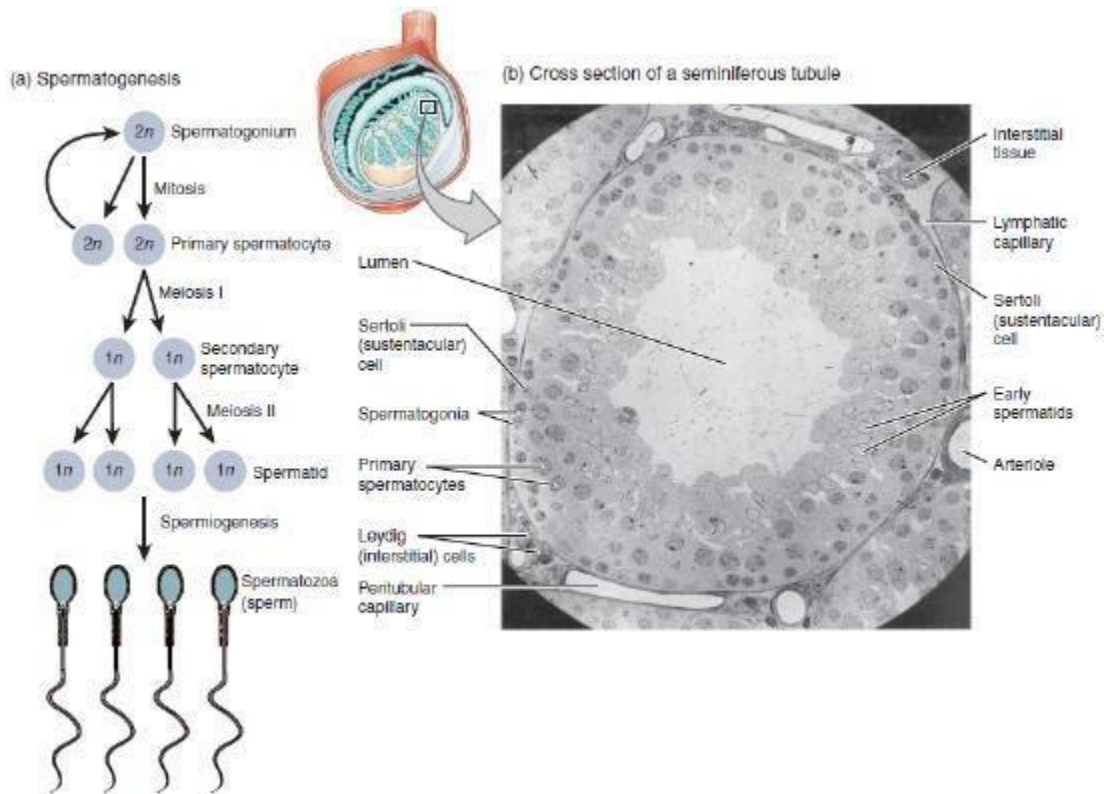 (a) Spermatogenesis
2n
Spermatogonium
Mitosis
2n
2n
Primary spermatocyte
Meiosis I
1n
1n
Secondary
spermatocyte
Meiosis II
1n
1n
1n
1n
Spermatid
Spermiogenesis
Spermatozoa
(sperm)
(b) Cross section of a seminiferous tubule
Lumen
Sertoli
(sustentacular)
cell
Spermatogonia
Primary
spermatocytes
Leydig
(interstitial) cells
Peritubular
capillary
Interstitial
tissue
Lymphatic
capillary
Sertoli
(sustentacular)
cell
Early
spermatids
Arteriole